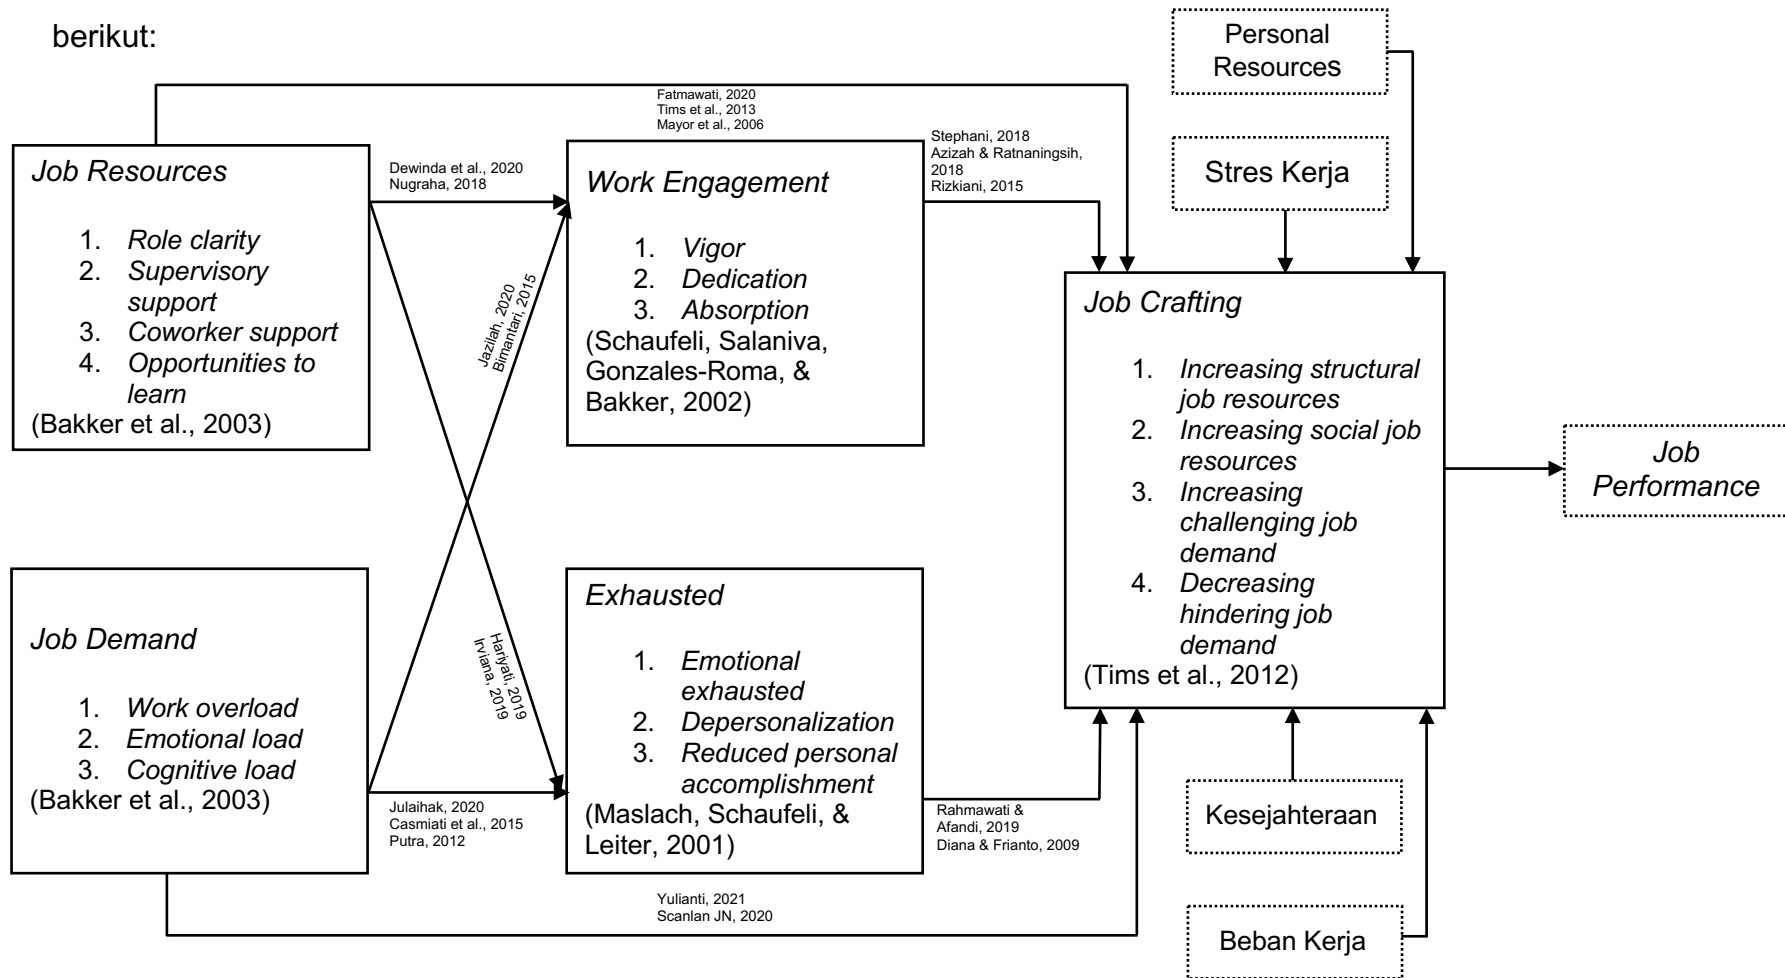 berikut:
Personal
Resources
Fatmawati, 2020
Tims et al., 2013
Mayor et al., 2006
Stephani, 2018
Azizah & Ratnaningsih,
2018
Rizkiani, 2015
Stres Kerja
Job Resources
1. Role clarity
2. Supervisory
support
3. Coworker support
4. Opportunities to
learn
(Bakker et al., 2003)
Dewinda et al., 2020
Nugraha, 2018
Work Engagement
1. Vigor
2. Dedication
3. Absorption
(Schaufeli, Salaniva,
Gonzales-Roma, &
Bakker, 2002)
Jazilah, 2020
Bimantari, 2015
Job Crafting
1. Increasing structural
job resources
2. Increasing social job
resources
3. Increasing
challenging job
demand
4. Decreasing
hindering job
demand
(Tims et al., 2012)
Job
Performance
Job Demand
1. Work overload
2. Emotional load
3. Cognitive load
(Bakker et al., 2003)
Hariyati, 2019
Irviana, 2019
Exhausted
1. Emotional
exhausted
2. Depersonalization
3. Reduced personal
accomplishment
(Maslach, Schaufeli, &
Leiter, 2001)
Julaihak, 2020
Casmiati et al., 2015
Putra, 2012
Rahmawati &
Afandi, 2019
Diana & Frianto, 2009
Kesejahteraan
Yulianti, 2021
Scanlan JN, 2020
Beban Kerja